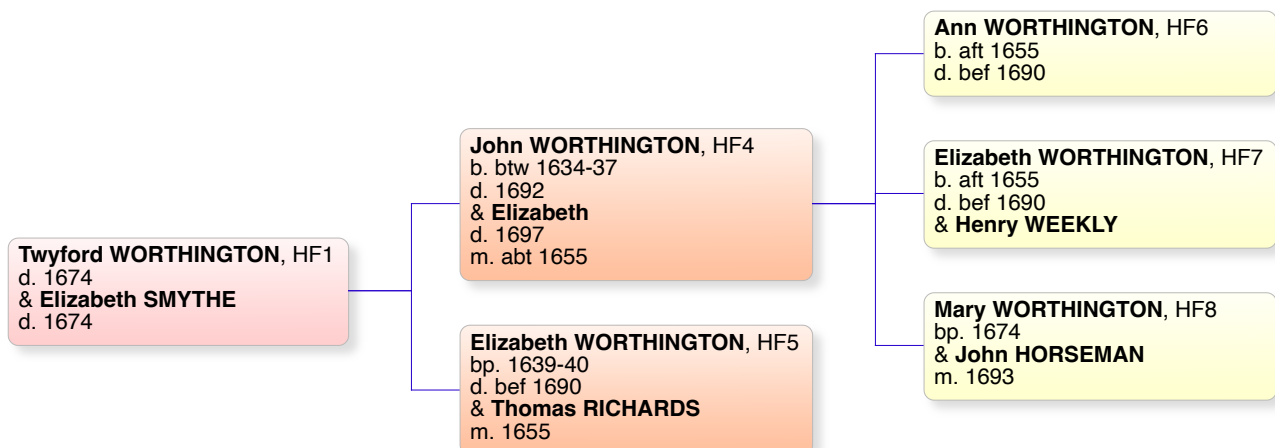 Twyford WORTHINGTON, HF1
d. 1674
& Elizabeth SMYTHE
d. 1674
John WORTHINGTON, HF4
b. btw 1634-37
d. 1692
& Elizabeth
d. 1697
m. abt 1655
Elizabeth WORTHINGTON, HF5
bp. 1639-40
d. bef 1690
& Thomas RICHARDS
m. 1655
Ann WORTHINGTON, HF6
b. aft 1655
d. bef 1690
Elizabeth WORTHINGTON, HF7
b. aft 1655
d. bef 1690
& Henry WEEKLY
Mary WORTHINGTON, HF8
bp. 1674
& John HORSEMAN
m. 1693